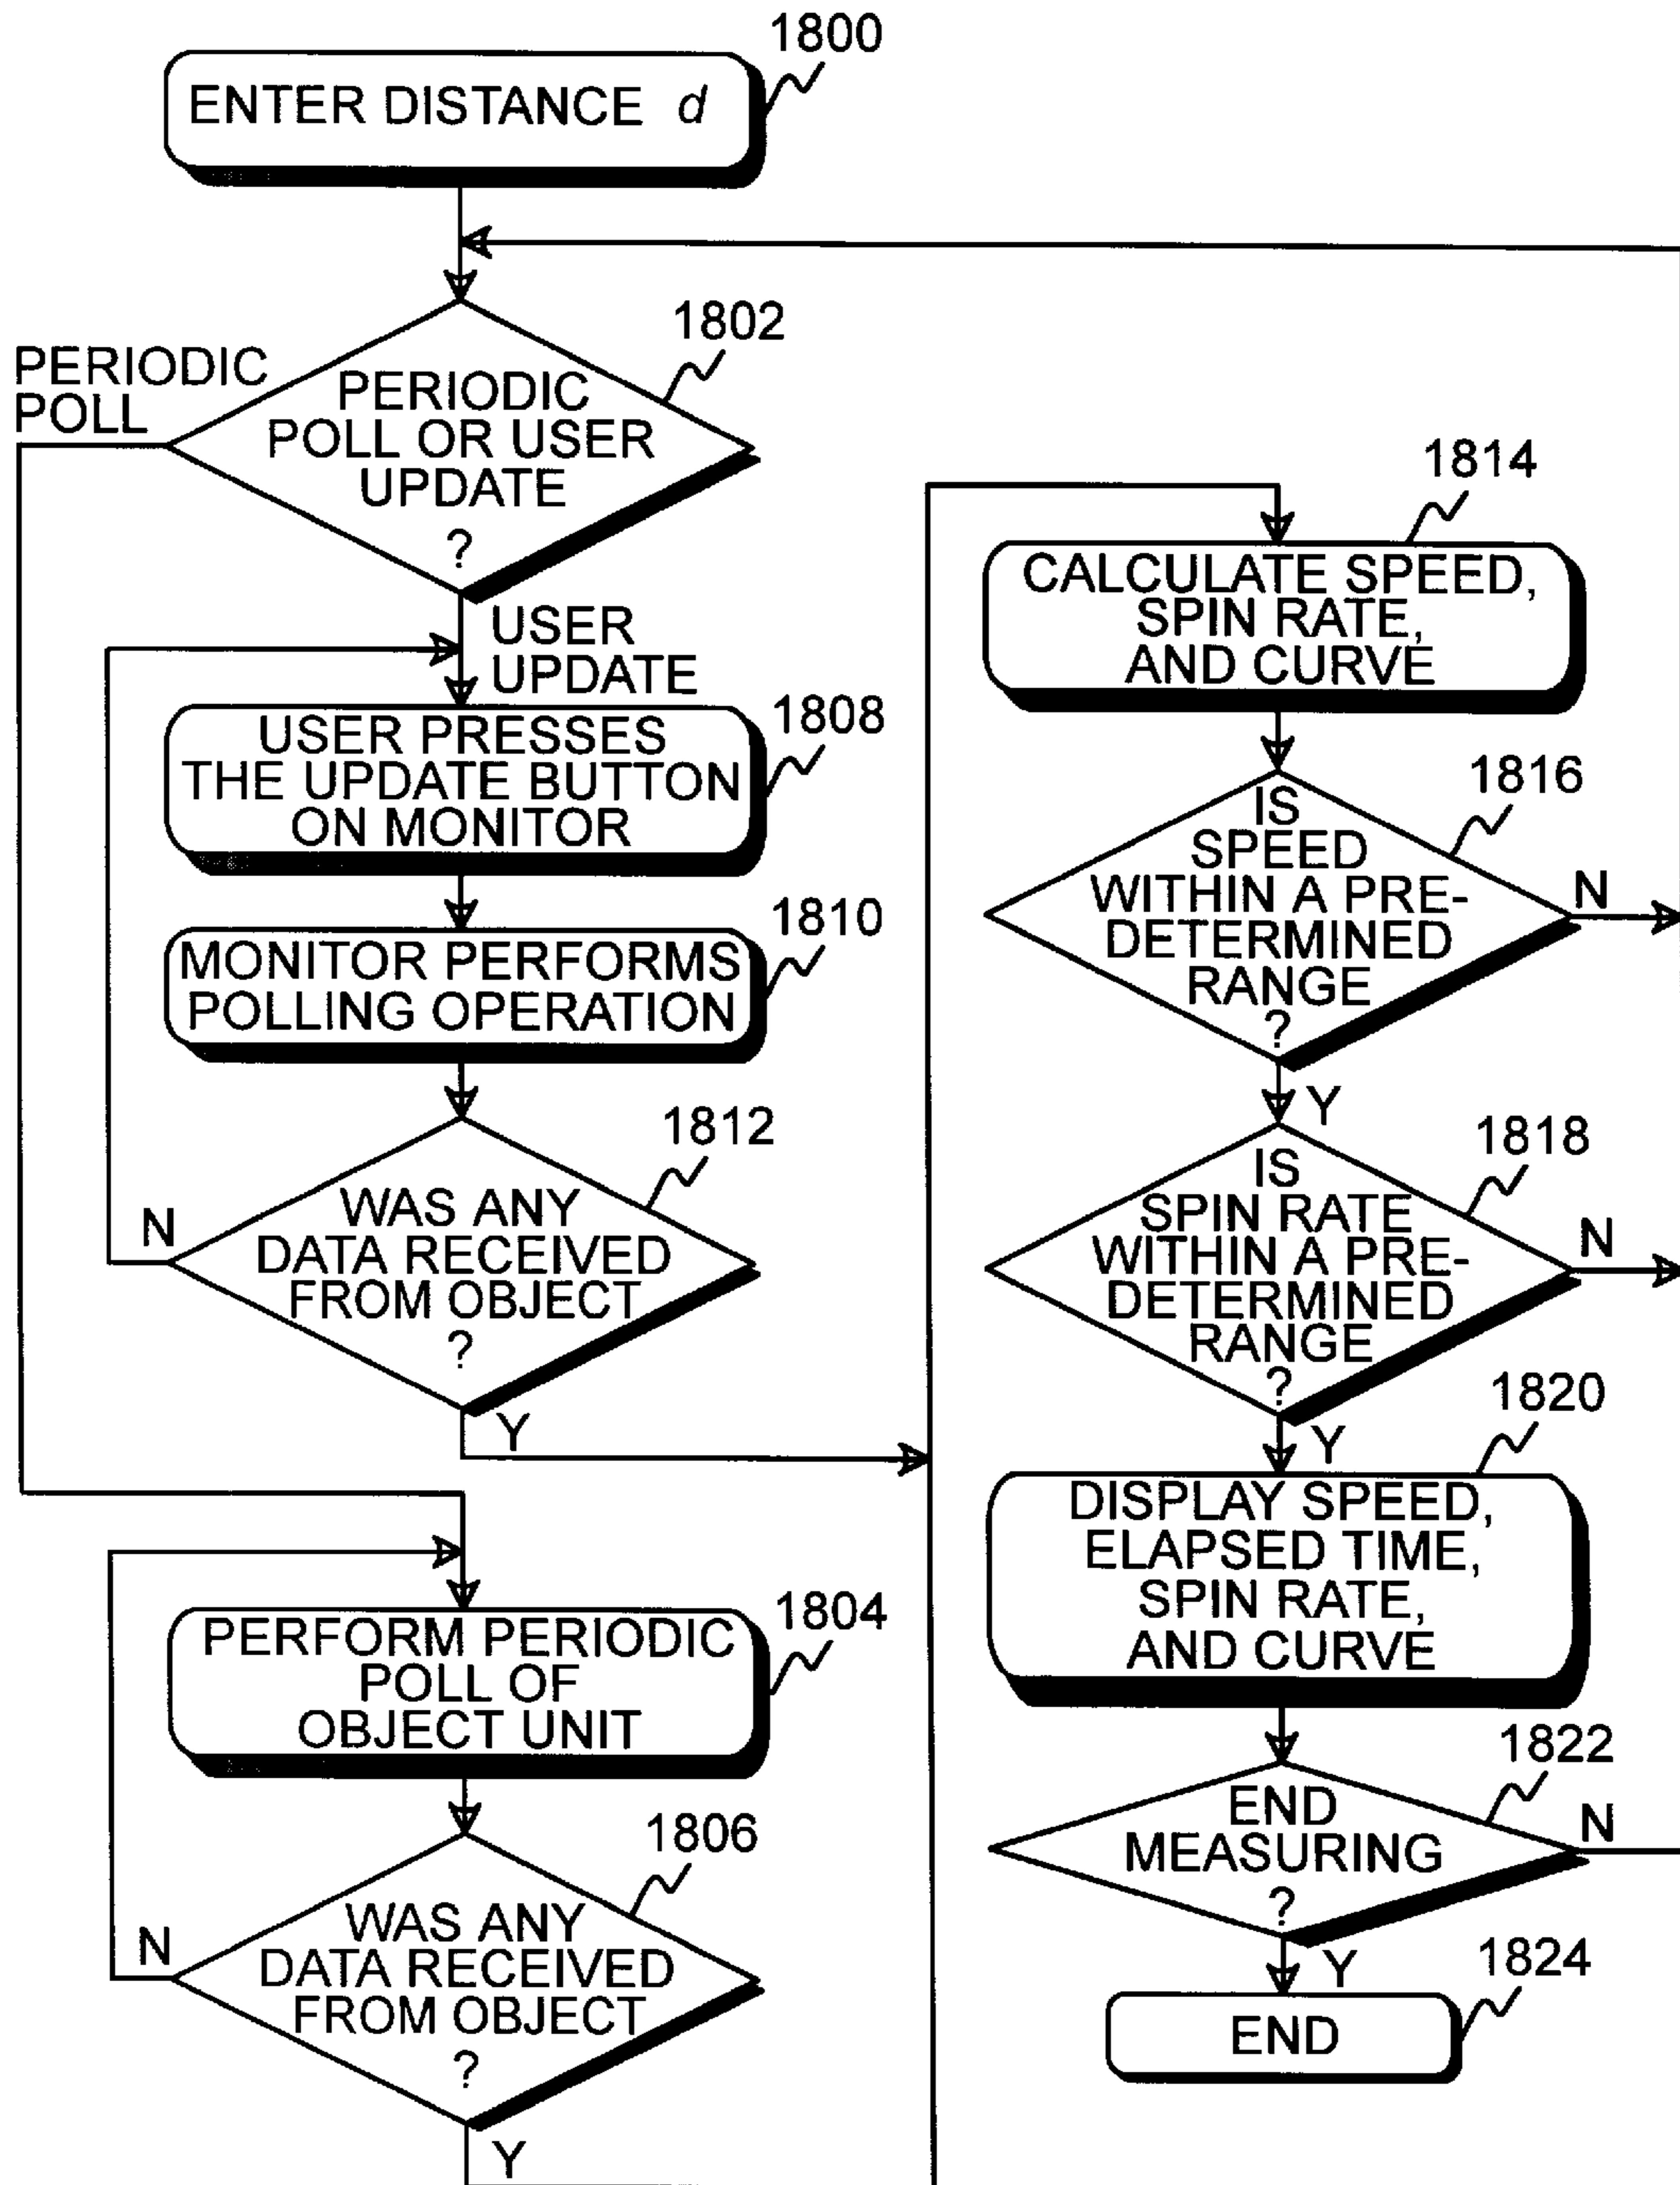 1800
ENTER DISTANCE d
1802
PERIODIC
POLL
PERIODIC
POLL OR USER
UPDATE
?
USER
UPDATE
1808
USER PRESSES
THE UPDATE BUTTON
ON MONITOR
1810
MONITOR PERFORMS
POLLING OPERATION
1812
WAS ANY
DATA RECEIVED
FROM OBJECT
?
N
Y
1804
PERFORM PERIODIC
POLL OF
OBJECT UNIT
1806
WAS ANY
DATA RECEIVED
FROM OBJECT
?
N
Y
1814
CALCULATE SPEED,
SPIN RATE,
AND CURVE
1816
IS
SPEED
WITHIN A PRE-
DETERMINED
RANGE
?
N
Y
1818
IS
SPIN RATE
WITHIN A PRE-
DETERMINED
RANGE
?
N
Y
1820
DISPLAY SPEED,
ELAPSED TIME,
SPIN RATE,
AND CURVE
1822
END
MEASURING
?
N
Y
1824
END